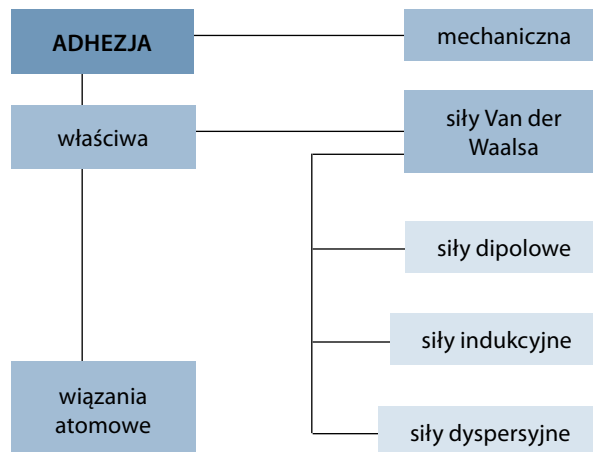 ADHEZJA
mechaniczna
właściwa
siły Van der
Waalsa
siły dipolowe
siły indukcyjne
wiązania
atomowe
siły dyspersyjne